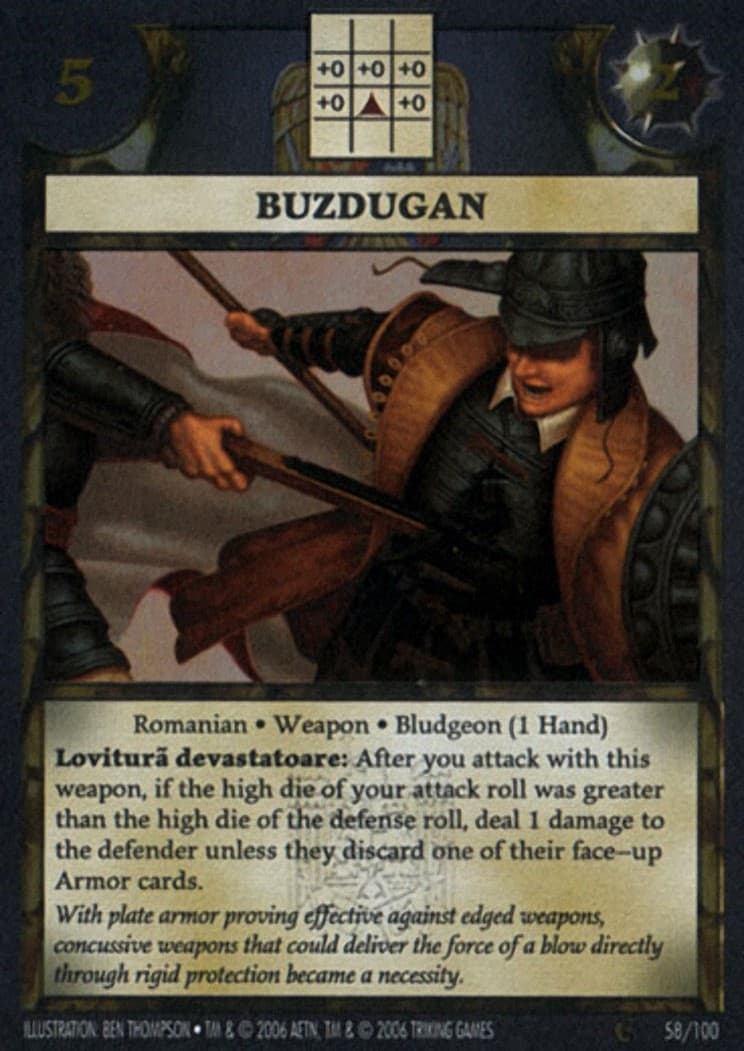 5
2
+0 +0 +0
+0 +0
BUZDUGAN
Romanian • Weapon • Bludgeon (1 Hand)
Lovitură devastatoare: After you attack with this
weapon, if the high die of your attack roll was greater
than the high die of the defense roll, deal 1 damage to
the defender unless they discard one of their face-up
Armor cards.
With plate armor proving effective against edged weapons,
concussive weapons that could deliver the force of a blow directly
through rigid protection became a necessity.
ILLUSTRATION: BEN THOMPSON • TM & © 2006 AETN, TM & © 2006 TRIKING GAMES
C 58/100